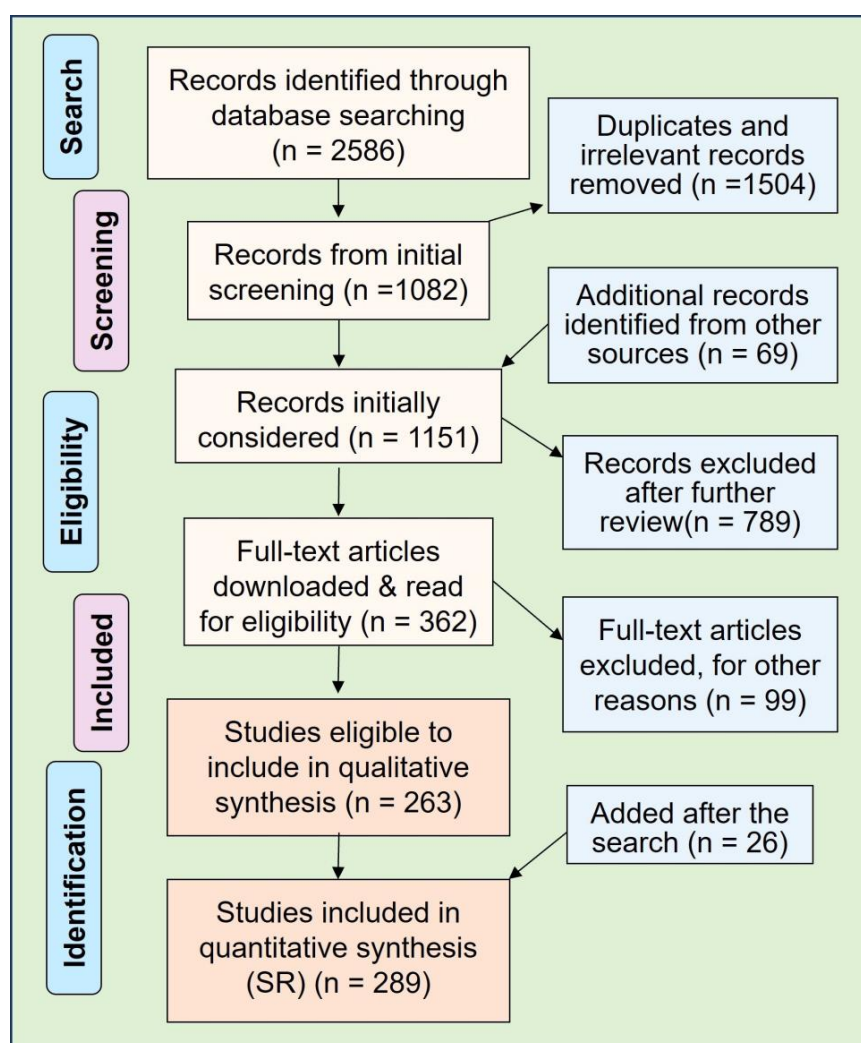 Search
Records identified through
database searching
(n = 2586)
Duplicates and
irrelevant records
removed (n =1504)
Screening
Records from initial
screening (n =1082)
Additional records
identified from other
sources (n = 69)
Eligibility
Records initially
considered (n = 1151)
Records excluded
after further
review(n = 789)
Full-text articles
downloaded & read
for eligibility (n = 362)
Included
Full-text articles
excluded, for other
reasons (n = 99)
Studies eligible to
include in qualitative
synthesis (n = 263)
Identification
Added after the
search (n = 26)
Studies included in
quantitative synthesis
(SR) (n = 289)